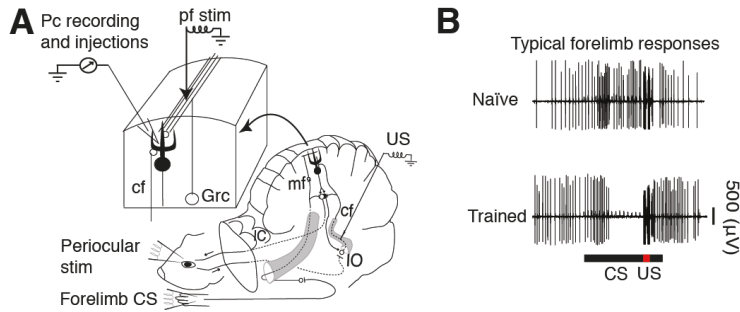 A
Pc recording
and injections
pf stim
cf
Grc
US
mf
cf
IC
IO
Periocular
stim
Forelimb CS
B
Typical forelimb responses
Naïve
Trained
500 (µV)
CS US